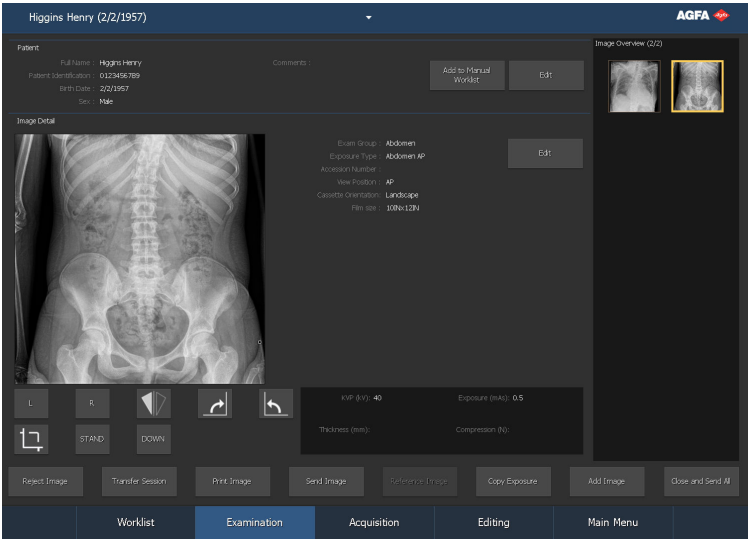 Higgins Henry (2/2/1957)
AGFA
Patient
Full Name : Higgins Henry
Comments :
Patient Identification : 0123456789
Birth Date : 2/2/1957
Sex : Male
Add to Manual
Worklist
Edit
Image Overview (2/2)
Image Detail
Exam Group : Abdomen
Exposure Type : Abdomen AP
Accession Number :
View Position : AP
Cassette Orientation: Landscape
Film size : 10INx12IN
Edit
L
R
STAND
DOWN
KVP (kV): 40
Exposure (mAs): 0.5
Thickness (mm):
Compression (N):
Reject Image
Transfer Session
Print Image
Send Image
Reference Image
Copy Exposure
Add Image
Close and Send All
Worklist
Examination
Acquisition
Editing
Main Menu